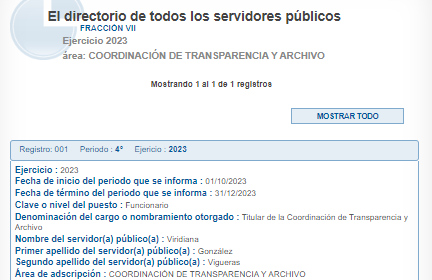 El directorio de todos los servidores públicos
FRACCIÓN VII
Ejercicio 2023
área: COORDINACIÓN DE TRANSPARENCIA Y ARCHIVO
Mostrando 1 al 1 de 1 registros
MOSTRAR TODO
Registro: 001 Periodo : 4° Ejericio : 2023
Ejercicio : 2023
Fecha de inicio del periodo que se informa : 01/10/2023
Fecha de término del periodo que se informa : 31/12/2023
Clave o nivel del puesto : Funcionario
Denominación del cargo o nombramiento otorgado : Titular de la Coordinación de Transparencia y
Archivo
Nombre del servidor(a) público(a) : Viridiana
Primer apellido del servidor(a) público(a) : González
Segundo apellido del servidor(a) público(a) : Vigueras
Área de adscripción : COORDINACIÓN DE TRANSPARENCIA Y ARCHIVO